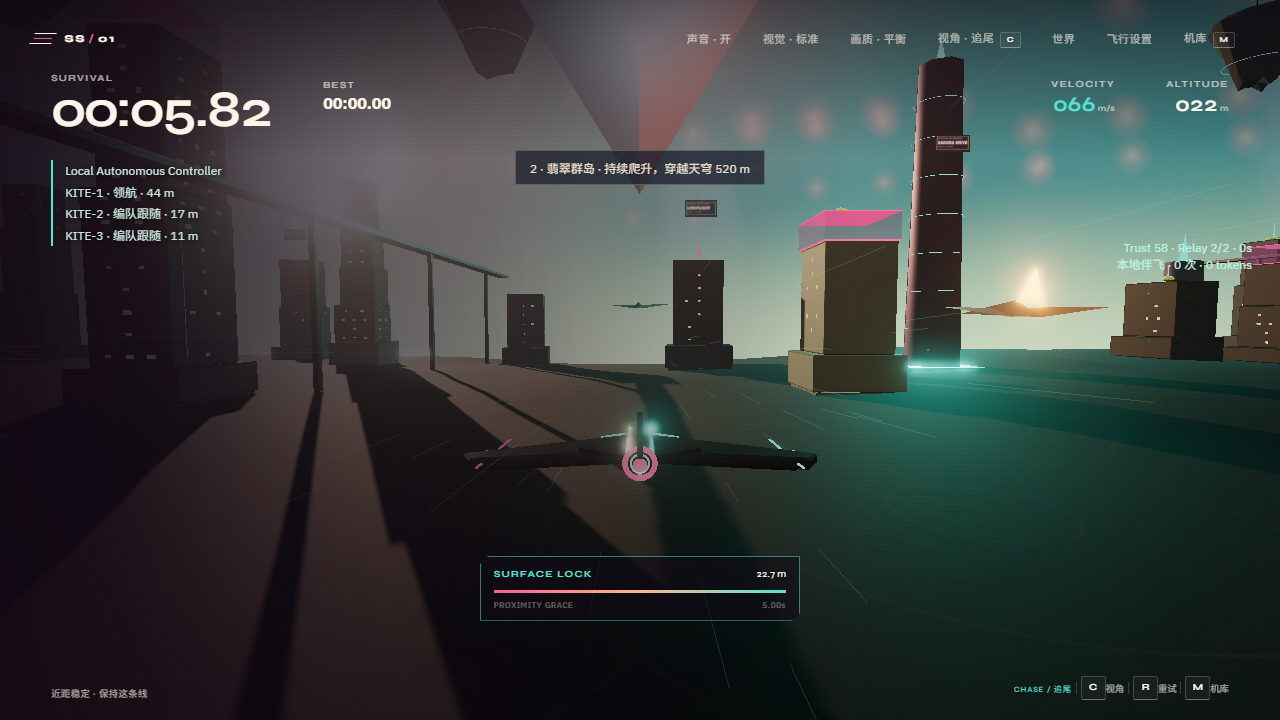 SS / 01
声音 · 开
视觉 · 标准
画质 · 平衡
视角 · 追尾 C
世界
飞行设置
机库 M
SURVIVAL
00:05.82
BEST
00:00.00
VELOCITY
066 m/s
ALTITUDE
022 m
Local Autonomous Controller
KITE-1 · 领航 · 44 m
KITE-2 · 编队跟随 · 17 m
KITE-3 · 编队跟随 · 11 m
2 · 翡翠群岛 · 持续爬升，穿越天穹 520 m
Trust 58 · Relay 2/2 · 0s
本地伴飞 · 0 次 · 0 tokens
SURFACE LOCK
22.7 m
PROXIMITY GRACE
5.00s
近距稳定 · 保持这条线
CHASE / 追尾
C 视角
R 重试
M 机库